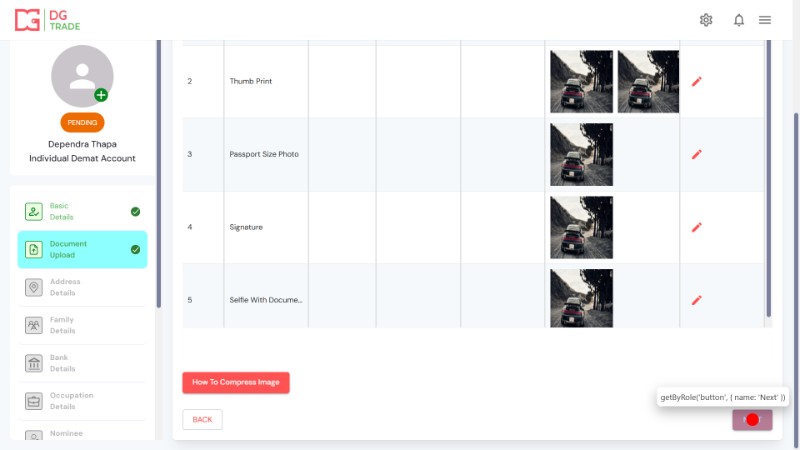 DG
TRADE
PENDING
Dependra Thapa
Individual Demat Account
Basic
Details
Document
Upload
Address
Details
Family
Details
Bank
Details
Occupation
Details
Nominee
2 Thumb Print
3 Passport Size Photo
4 Signature
5 Selfie With Docume...
How To Compress Image
getByRole('button', { name: 'Next' })
BACK